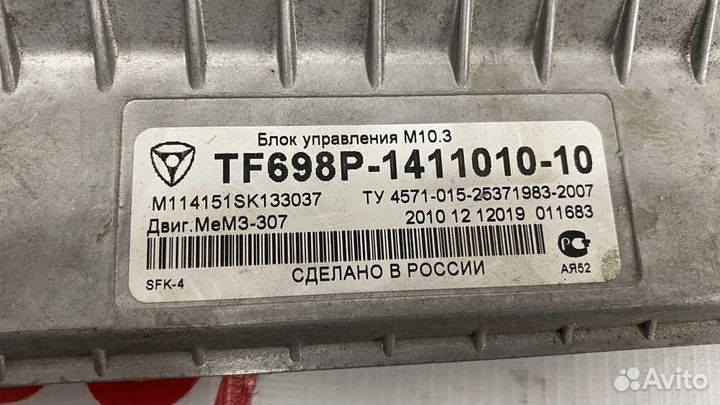 Блок управления М10.3
TF698P-1411010-10
M114151SK133037 ТУ 4571-015-25371983-2007
Двиг.МеМЗ-307 2010 12 12019 011683
SFK-4 СДЕЛАНО В РОССИИ АЯ52
Avito